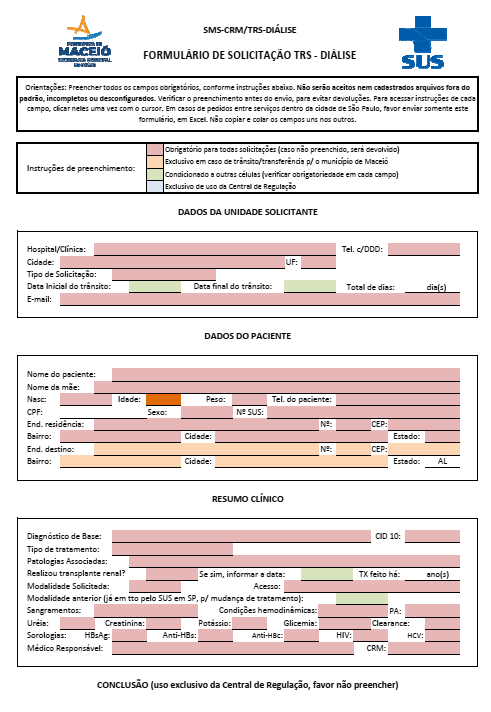 SMS-CRM/TRS-DIÁLISE
PREFEITURA DE
MACEIÓ
SECRETARIA MUNICIPAL
DE SAÚDE
FORMULÁRIO DE SOLICITAÇÃO TRS - DIÁLISE
SUS
Orientações: Preencher todos os campos obrigatórios, conforme instruções abaixo. Não serão aceitos nem cadastrados arquivos fora do
padrão, incompletos ou desconfigurados. Verificar o preenchimento antes do envio, para evitar devoluções. Para acessar instruções de cada
campo, clicar neles uma vez com o cursor. Em casos de pedidos entre serviços dentro da cidade de São Paulo, favor enviar somente este
formulário, em Excel. Não copiar e colar os campos uns nos outros.
Instruções de preenchimento:
Obrigatório para todas solicitações (caso não preenchido, será devolvido)
Exclusivo em caso de trânsito/transferência p/ o município de Maceió
Condicionado a outras células (verificar obrigatoriedade em cada campo)
Exclusivo de uso da Central de Regulação
DADOS DA UNIDADE SOLICITANTE
Hospital/Clínica: Tel. c/DDD:
Cidade: UF:
Tipo de Solicitação:
Data Inicial do trânsito: Data final do trânsito: Total de dias: dia(s)
E-mail:
DADOS DO PACIENTE
Nome do paciente:
Nome da mãe:
Nasc: Idade: Peso: Tel. do paciente:
CPF: Sexo: Nº SUS:
End. residência: Nº: CEP:
Bairro: Cidade: Estado:
End. destino: Nº: CEP:
Bairro: Cidade: Estado: AL
RESUMO CLÍNICO
Diagnóstico de Base: CID 10:
Tipo de tratamento:
Patologias Associadas:
Realizou transplante renal? Se sim, informar a data: TX feito há: ano(s)
Modalidade Solicitada: Acesso:
Modalidade anterior (já em tto pelo SUS em SP, p/ mudança de tratamento):
Sangramentos: Condições hemodinâmicas: PA:
Uréia: Creatinina: Potássio: Glicemia: Clearance:
Sorologias: HBsAg: Anti-HBs: Anti-HBc: HIV: HCV:
Médico Responsável: CRM:
CONCLUSÃO (uso exclusivo da Central de Regulação, favor não preencher)